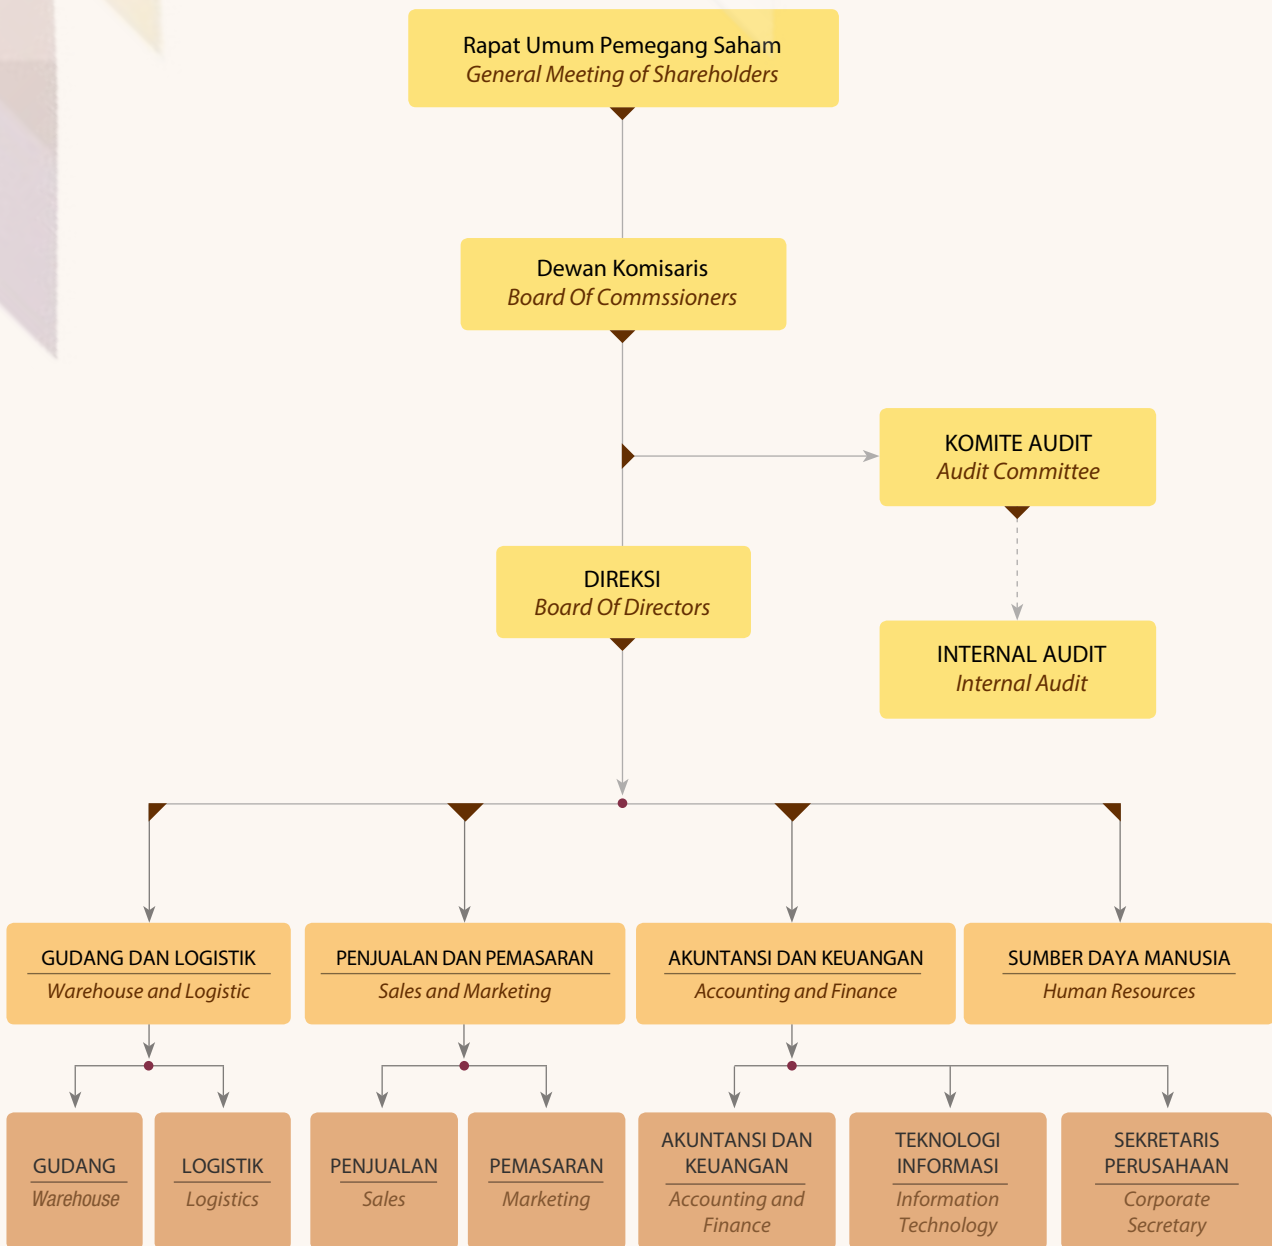 Rapat Umum Pemegang Saham
General Meeting of Shareholders
Dewan Komisaris
Board Of Commssioners
KOMITE AUDIT
Audit Committee
DIREKSI
Board Of Directors
INTERNAL AUDIT
Internal Audit
GUDANG DAN LOGISTIK
Warehouse and Logistic
PENJUALAN DAN PEMASARAN
Sales and Marketing
AKUNTANSI DAN KEUANGAN
Accounting and Finance
SUMBER DAYA MANUSIA
Human Resources
GUDANG
Warehouse
LOGISTIK
Logistics
PENJUALAN
Sales
PEMASARAN
Marketing
AKUNTANSI DAN
KEUANGAN
Accounting and
Finance
TEKNOLOGI
INFORMASI
Information
Technology
SEKRETARIS
PERUSAHAAN
Corporate
Secretary